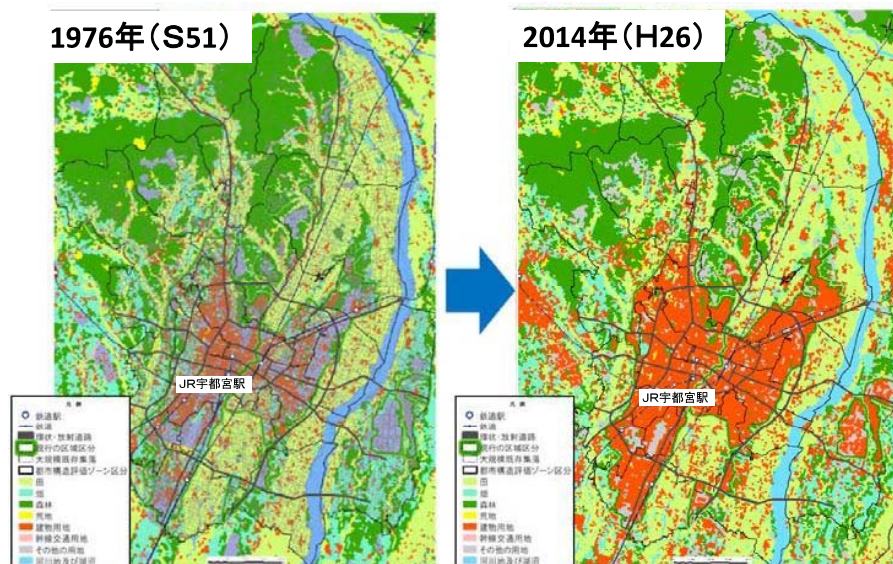 1976年（S51）
2014年（H26）
JR宇都宮駅
JR宇都宮駅
凡例
鉄道駅
鉄道
環状・放射道路
現行の区域区分
大規模既存集落
都市構造評価ゾーン区分
田
畑
森林
荒地
建物用地
幹線交通用地
その他の用地
河川地及び湖沼
凡例
鉄道駅
鉄道
環状・放射道路
現行の区域区分
大規模既存集落
都市構造評価ゾーン区分
田
畑
森林
荒地
建物用地
幹線交通用地
その他の用地
河川地及び湖沼